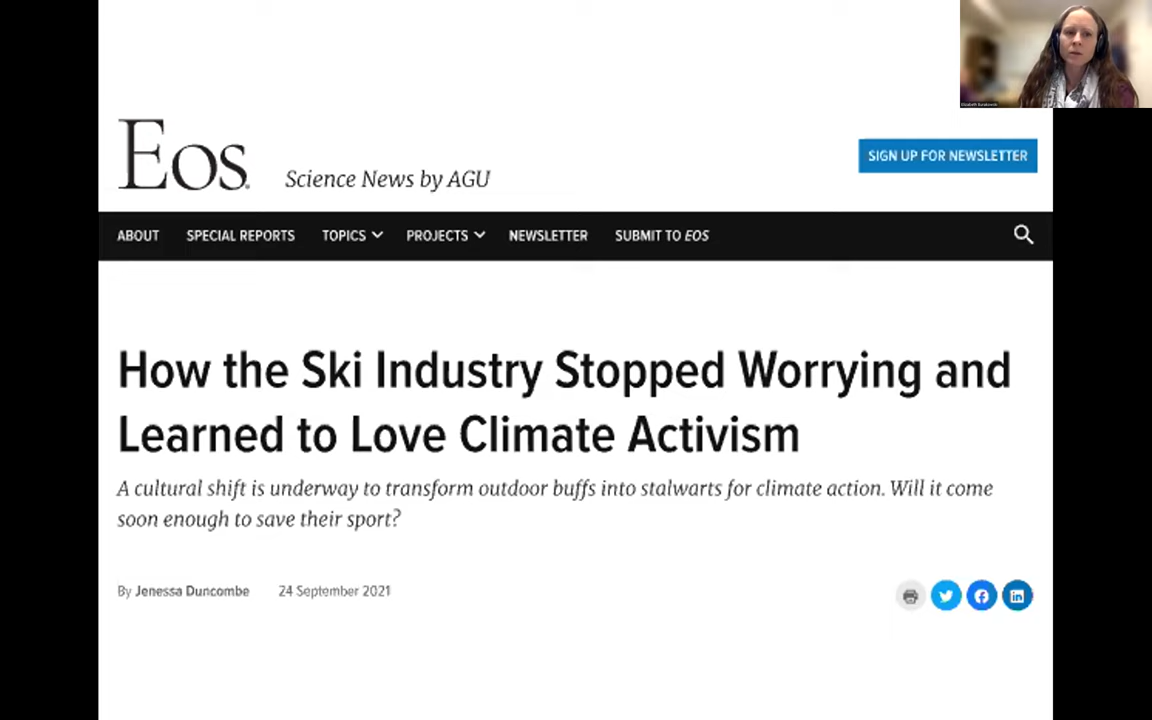 Eos.
Science News by AGU
SIGN UP FOR NEWSLETTER
ABOUT SPECIAL REPORTS TOPICS PROJECTS NEWSLETTER SUBMIT TO EOS
How the Ski Industry Stopped Worrying and
Learned to Love Climate Activism
A cultural shift is underway to transform outdoor buffs into stalwarts for climate action. Will it come
soon enough to save their sport?
By Jenessa Duncombe 24 September 2021